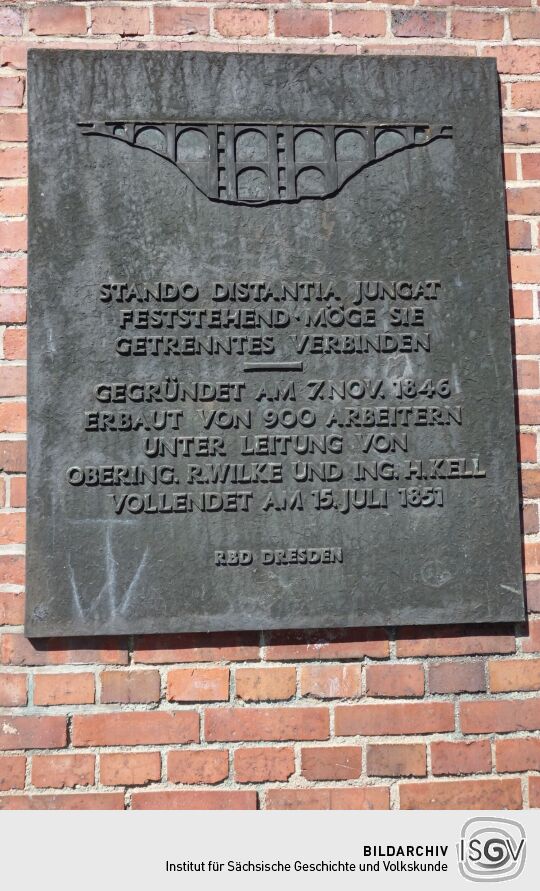 STANDO DISTANTIA JUNGAT
FESTSTEHEND · MÖGE SIE
GETRENNTES VERBINDEN
GEGRÜNDET AM 7. NOV. 1846
ERBAUT VON 900 ARBEITERN
UNTER LEITUNG VON
OBERING. R. WILKE UND ING. H. KELL
VOLLENDET AM 15. JULI 1851
RBD DRESDEN
BILDARCHIV ISGV
Institut für Sächsische Geschichte und Volkskunde